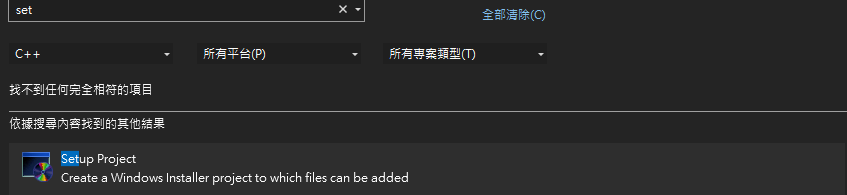 set
全部清除(C)
C++
所有平台(P)
所有專案類型(T)
找不到任何完全相符的項目
依據搜尋內容找到的其他結果
Setup Project
Create a Windows Installer project to which files can be added